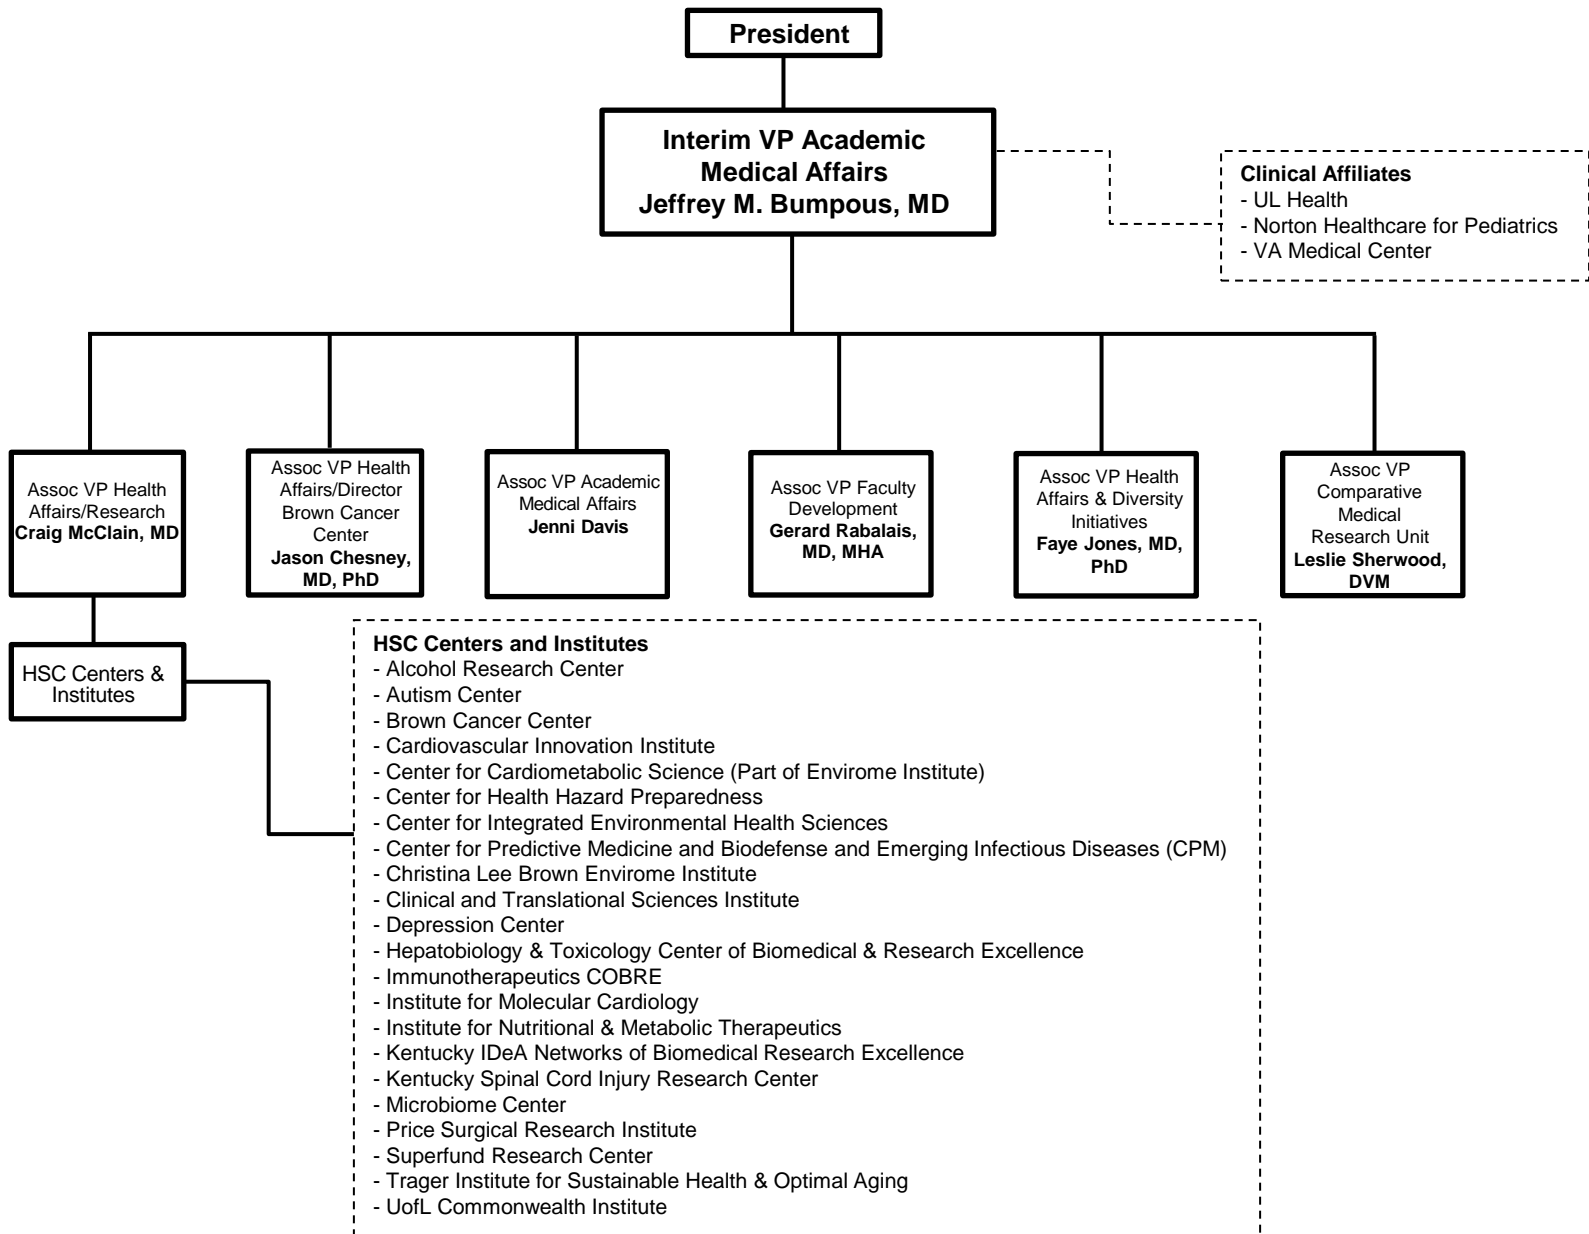 President
Interim VP Academic
Medical Affairs
Jeffrey M. Bumpous, MD
Clinical Affiliates
- UL Health
- Norton Healthcare for Pediatrics
- VA Medical Center
Assoc VP Health
Affairs/Research
Craig McClain, MD
Assoc VP Health
Affairs/Director
Brown Cancer
Center
Jason Chesney,
MD, PhD
Assoc VP Academic
Medical Affairs
Jenni Davis
Assoc VP Faculty
Development
Gerard Rabalais,
MD, MHA
Assoc VP Health
Affairs & Diversity
Initiatives
Faye Jones, MD,
PhD
Assoc VP
Comparative
Medical
Research Unit
Leslie Sherwood,
DVM
HSC Centers &
Institutes
HSC Centers and Institutes
- Alcohol Research Center
- Autism Center
- Brown Cancer Center
- Cardiovascular Innovation Institute
- Center for Cardiometabolic Science (Part of Envirome Institute)
- Center for Health Hazard Preparedness
- Center for Integrated Environmental Health Sciences
- Center for Predictive Medicine and Biodefense and Emerging Infectious Diseases (CPM)
- Christina Lee Brown Envirome Institute
- Clinical and Translational Sciences Institute
- Depression Center
- Hepatobiology & Toxicology Center of Biomedical & Research Excellence
- Immunotherapeutics COBRE
- Institute for Molecular Cardiology
- Institute for Nutritional & Metabolic Therapeutics
- Kentucky IDeA Networks of Biomedical Research Excellence
- Kentucky Spinal Cord Injury Research Center
- Microbiome Center
- Price Surgical Research Institute
- Superfund Research Center
- Trager Institute for Sustainable Health & Optimal Aging
- UofL Commonwealth Institute